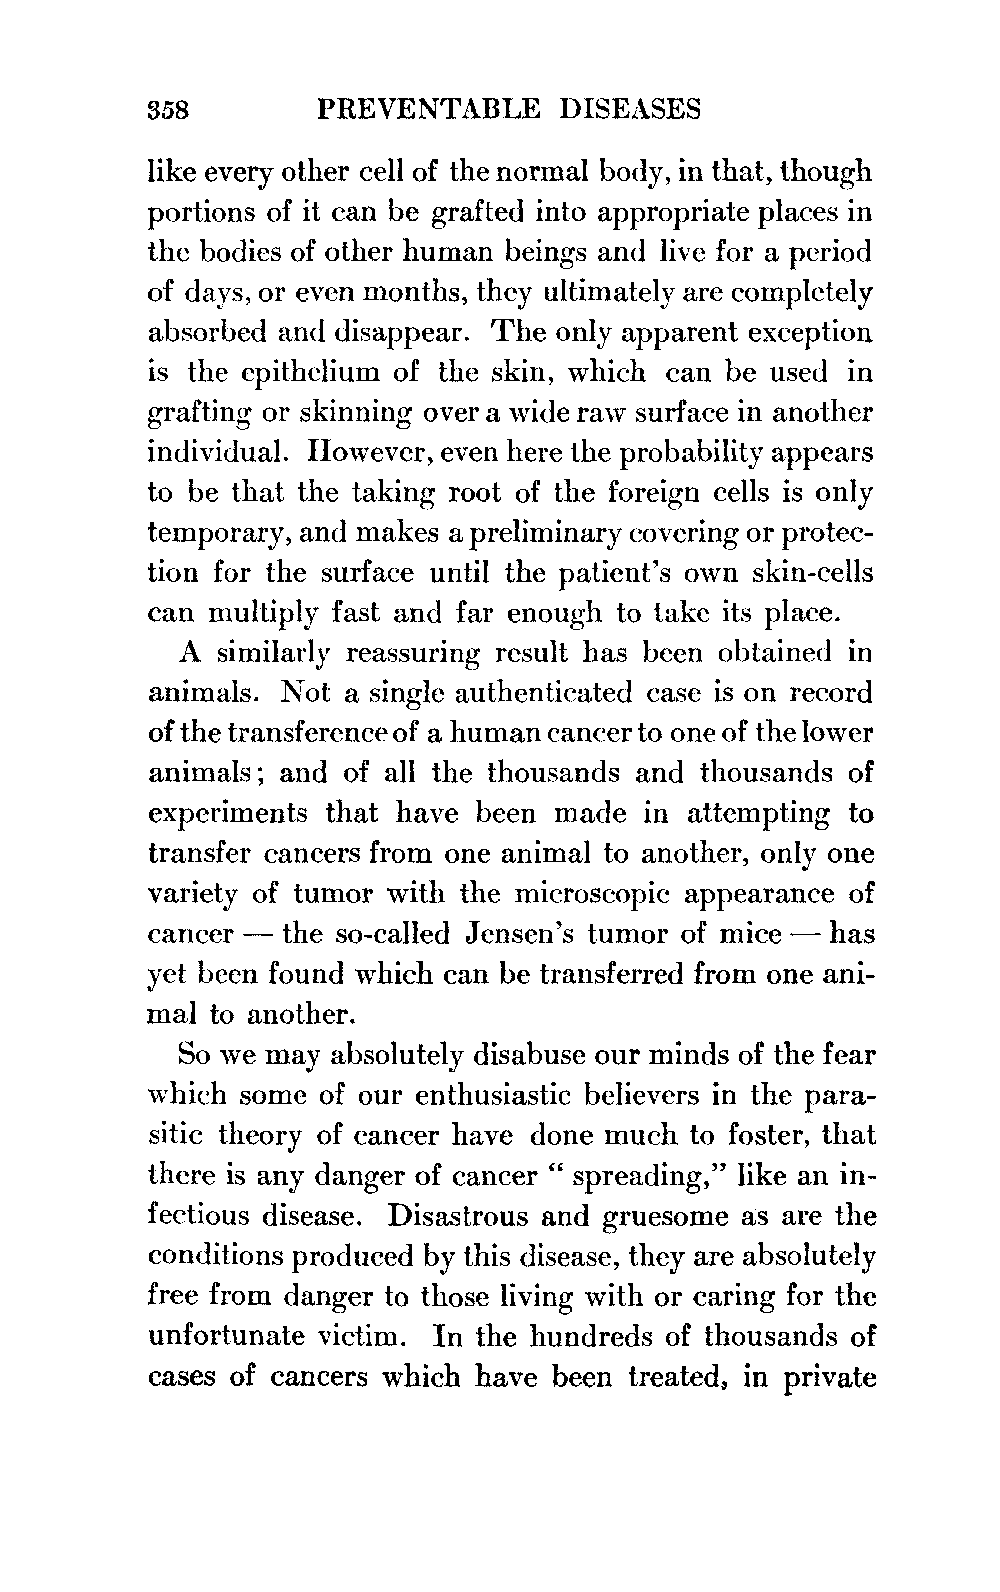 358 PREVENTABLE DISEASES
like every other cell of the normal body, in that, though
portions of it can be grafted into appropriate places in
the bodies of other human beings and live for a period
of days, or even months, they ultimately are completely
absorbed and disappear. The only apparent exception
is the epithelium of the skin, which can be used in
grafting or skinning over a wide raw surface in another
individual. However, even here the probability appears
to be that the taking root of the foreign cells is only
temporary, and makes a preliminary covering or protec-
tion for the surface until the patient's own skin-cells
can multiply fast and far enough to take its place.
A similarly reassuring result has been obtained in
animals. Not a single authenticated case is on record
of the transference of a human cancer to one of the lower
animals; and of all the thousands and thousands of
experiments that have been made in attempting to
transfer cancers from one animal to another, only one
variety of tumor with the microscopic appearance of
cancer — the so-called Jensen's tumor of mice — has
yet been found which can be transferred from one ani-
mal to another.
So we may absolutely disabuse our minds of the fear
which some of our enthusiastic believers in the para-
sitic theory of cancer have done much to foster, that
there is any danger of cancer " spreading," like an in-
fectious disease. Disastrous and gruesome as are the
conditions produced by this disease, they are absolutely
free from danger to those living with or caring for the
unfortunate victim. In the hundreds of thousands of
cases of cancers which have been treated, in private